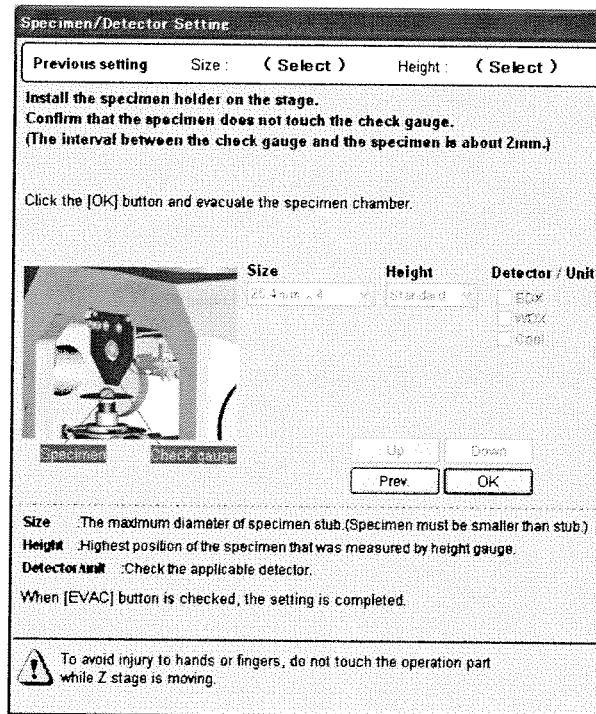 Specimen/Detector Setting
Previous setting Size : ( Select ) Height : ( Select )
Install the specimen holder on the stage.
Confirm that the specimen does not touch the check gauge.
(The interval between the check gauge and the specimen is about 2mm.)
Click the [OK] button and evacuate the specimen chamber.
Size Height Detector / Unit
Standard EDX
WDX
Cool
Specimen Check gauge
Up Down
Prev. OK
Size :The maximum diameter of specimen stub.(Specimen must be smaller than stub.)
Height :Highest position of the specimen that was measured by height gauge.
Detector/unit :Check the applicable detector.
When [EVAC] button is checked, the setting is completed.
To avoid injury to hands or fingers, do not touch the operation part
while Z stage is moving.